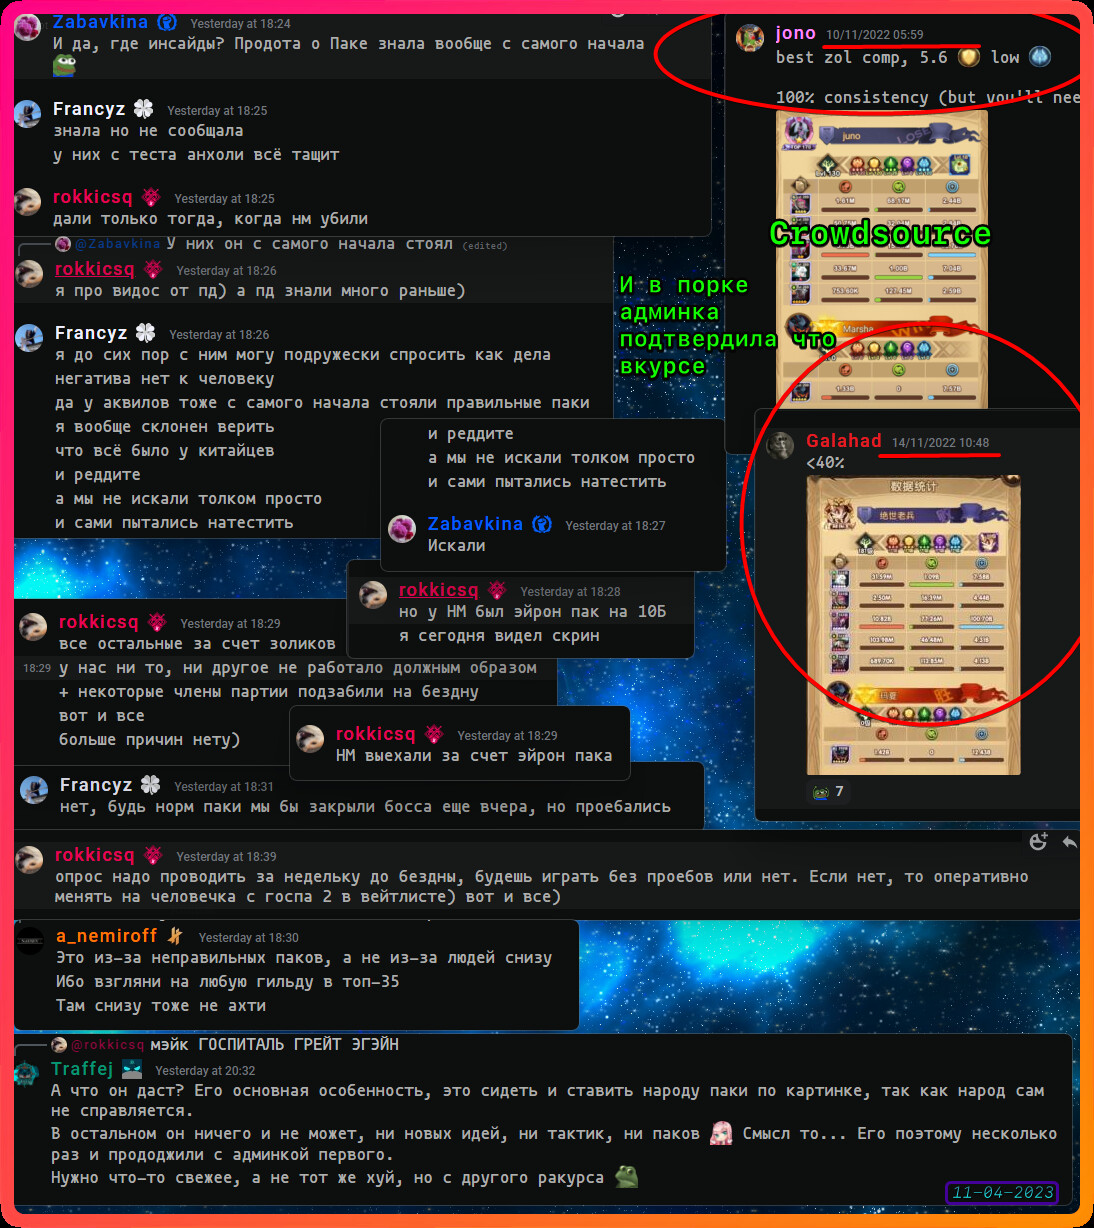 Zabavkina Yesterday at 18:24
И да, где инсайды? Продота о Паке знала вообще с самого начала
Francyz Yesterday at 18:25
знала но не сообщала
у них с теста анхоли всё тащит
rokkicsq Yesterday at 18:25
дали только тогда, когда нм убили
@Zabavkina У них он с самого начала стоял (edited)
rokkicsq Yesterday at 18:26
я про видос от пд) а пд знали много раньше)
Francyz Yesterday at 18:26
я до сих пор с ним могу подружески спросить как дела
негатива нет к человеку
да у аквилов тоже с самого начала стояли правильные паки
я вообще склонен верить
что всё было у китайцев
и реддите
а мы не искали толком просто
и сами пытались натестить
и реддите
а мы не искали толком просто
и сами пытались натестить
Zabavkina Yesterday at 18:27
Искали
rokkicsq Yesterday at 18:28
но у НМ был эйрон пак на 10Б
я сегодня видел скрин
rokkicsq Yesterday at 18:29
все остальные за счет золиков
18:29 у нас ни то, ни другое не работало должным образом
+ некоторые члены партии подзабили на бездну
вот и все
больше причин нету)
rokkicsq Yesterday at 18:29
НМ выехали за счет эйрон пака
Francyz Yesterday at 18:31
нет, будь норм паки мы бы закрыли босса еще вчера, но проебались
rokkicsq Yesterday at 18:39
опрос надо проводить за недельку до бездны, будешь играть без проебов или нет. Если нет, то оперативно
менять на человечка с госпа 2 в вейтлисте) вот и все)
a_nemiroff Yesterday at 18:30
Это из-за неправильных паков, а не из-за людей снизу
Ибо взгляни на любую гильду в топ-35
Там снизу тоже не ахти
@rokkicsq мэйк ГОСПИТАЛЬ ГРЕЙТ ЭГЭЙН
Traffej Yesterday at 20:32
А что он даст? Его основная особенность, это сидеть и ставить народу паки по картинке, так как народ сам
не справляется.
В остальном он ничего и не может, ни новых идей, ни тактик, ни паков Смысл то... Его поэтому несколько
раз и прододжили с админкой первого.
Нужно что-то свежее, а не тот же хуй, но с другого ракурса
11-04-2023
И в порке
админка
подтвердила что
вкурсе
jono 10/11/2022 05:59
best zol comp, 5.6 low
100% consistency (but you'll nee
juno LOSE
Crowdsource
Marsha WIN
Galahad 14/11/2022 10:48
<40%
数据统计
绝世老兵
玛夏 胜
7